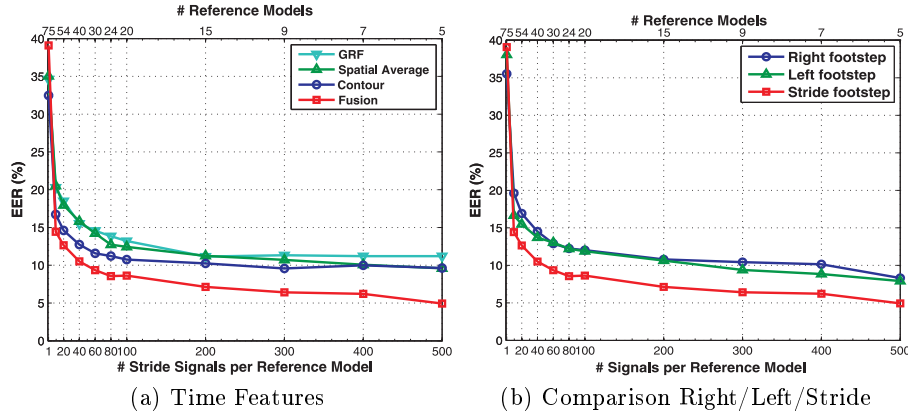 # Reference Models
75 54 40 30 24 20 15 9 7 5
40
35
30
25
20
15
10
5
0
EER (%)
GRF
Spatial Average
Contour
Fusion
1 20 40 60 80 100 200 300 400 500
# Stride Signals per Reference Model
(a) Time Features
# Reference Models
75 54 40 30 24 20 15 9 7 5
40
35
30
25
20
15
10
5
0
EER (%)
Right footstep
Left footstep
Stride footstep
1 20 40 60 80 100 200 300 400 500
# Signals per Reference Model
(b) Comparison Right/Left/Stride